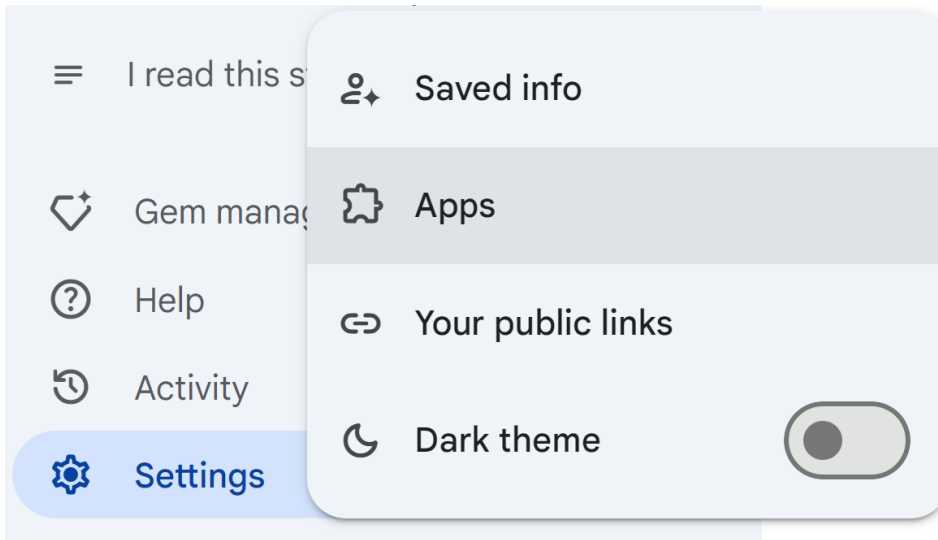 I read this s
Gem manag
Help
Activity
Settings
Saved info
Apps
Your public links
Dark theme